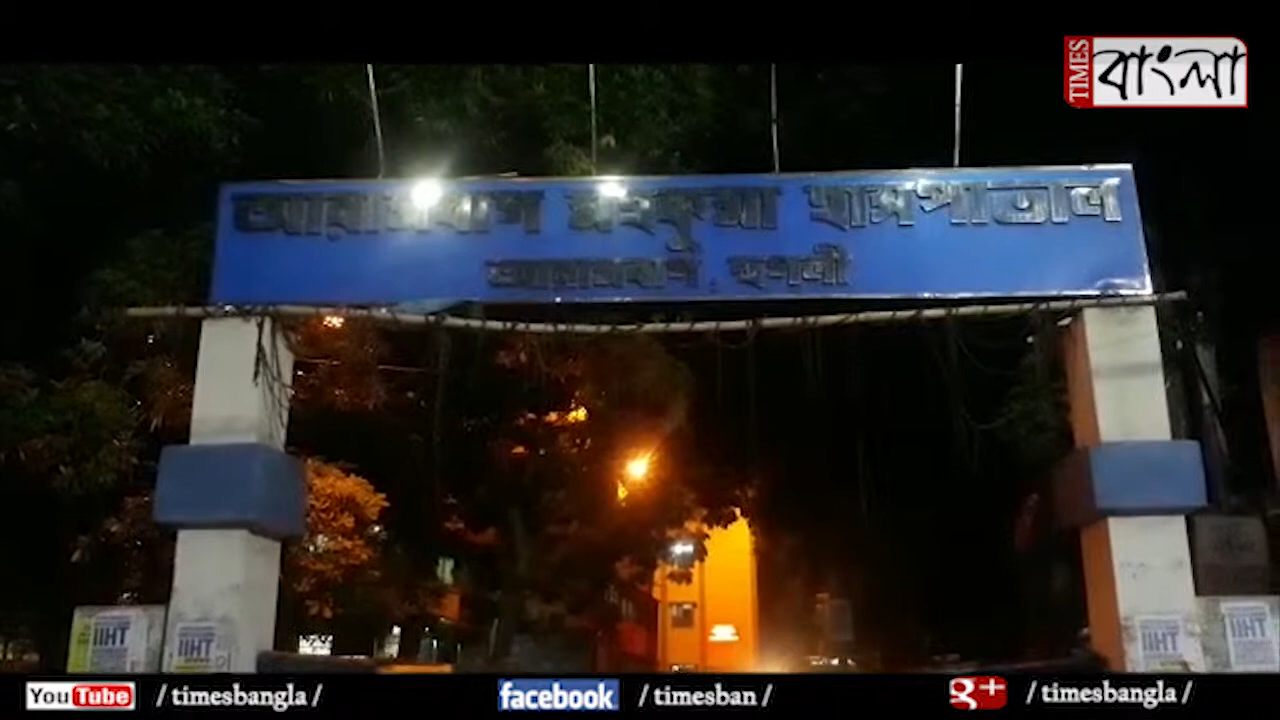 TIMES বাংলা
আরামবাগ মহকুমা হাসপাতাল
আরামবাগ, হুগলী
IIHT
IIHT
IIHT
IIHT
YouTube / timesbangla / facebook / timesban / g+ / timesbangla /